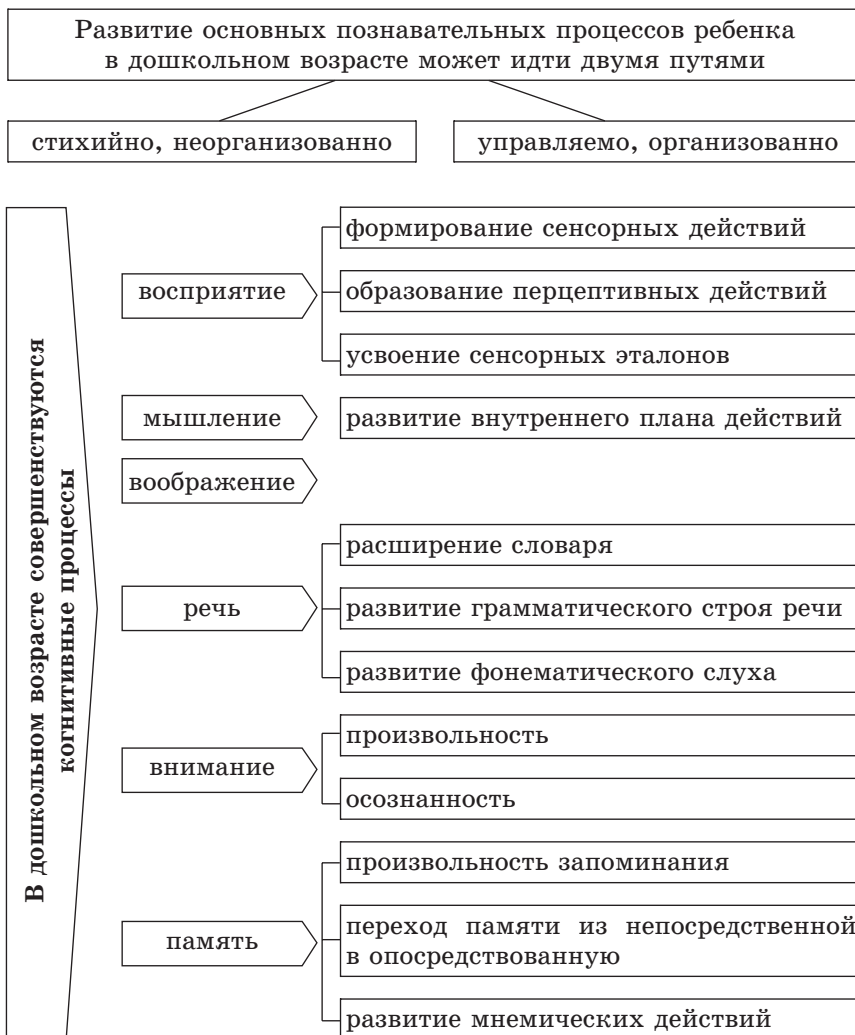 Развитие основных познавательных процессов ребенка
в дошкольном возрасте может идти двумя путями
стихийно, неорганизованно
управляемо, организованно
В дошкольном возрасте совершенствуются
когнитивные процессы
восприятие
формирование сенсорных действий
образование перцептивных действий
усвоение сенсорных эталонов
мышление
развитие внутреннего плана действий
воображение
речь
расширение словаря
развитие грамматического строя речи
развитие фонематического слуха
внимание
произвольность
осознанность
память
произвольность запоминания
переход памяти из непосредственной
в опосредствованную
развитие мнемических действий